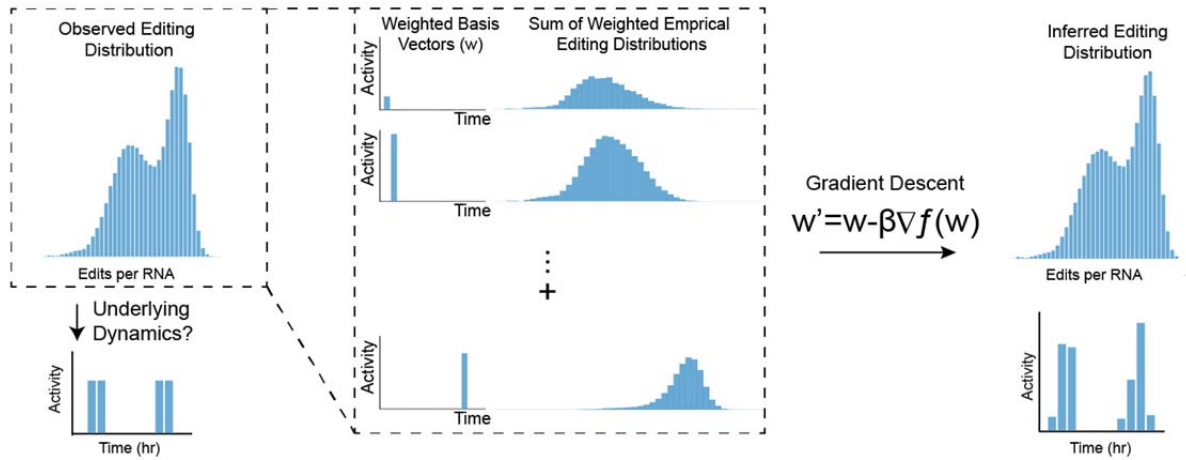 Observed Editing
Distribution
Edits per RNA
Underlying
Dynamics?
Activity
Time (hr)
Weighted Basis
Vectors (w)
Sum of Weighted Emprical
Editing Distributions
Activity
Time
Activity
Time
⋮
+
Activity
Time
Gradient Descent
w'=w-β∇f(w)
Inferred Editing
Distribution
Edits per RNA
Activity
Time (hr)